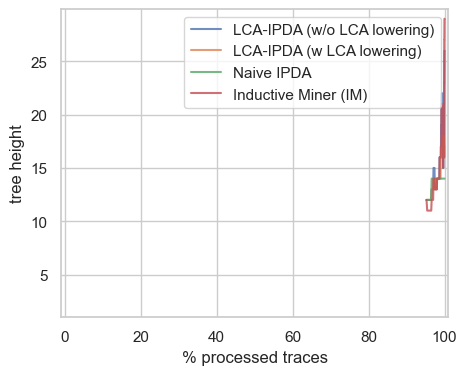 LCA-IPDA (w/o LCA lowering)
LCA-IPDA (w LCA lowering)
Naive IPDA
Inductive Miner (IM)
tree height
25
20
15
10
5
0 20 40 60 80 100
% processed traces